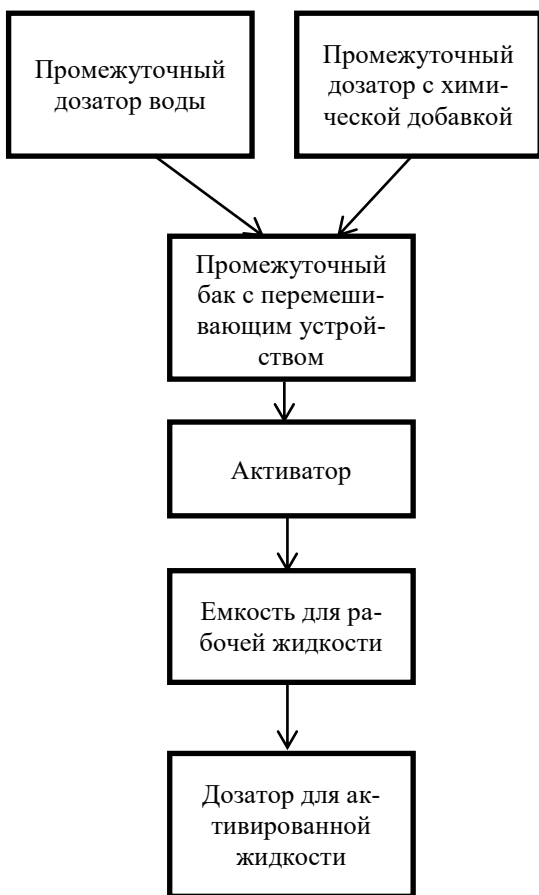 Промежуточный
дозатор воды
Промежуточный
дозатор с хими-
ческой добавкой
Промежуточный
бак с перемеши-
вающим устрой-
ством
Активатор
Емкость для ра-
бочей жидкости
Дозатор для ак-
тивированной
жидкости